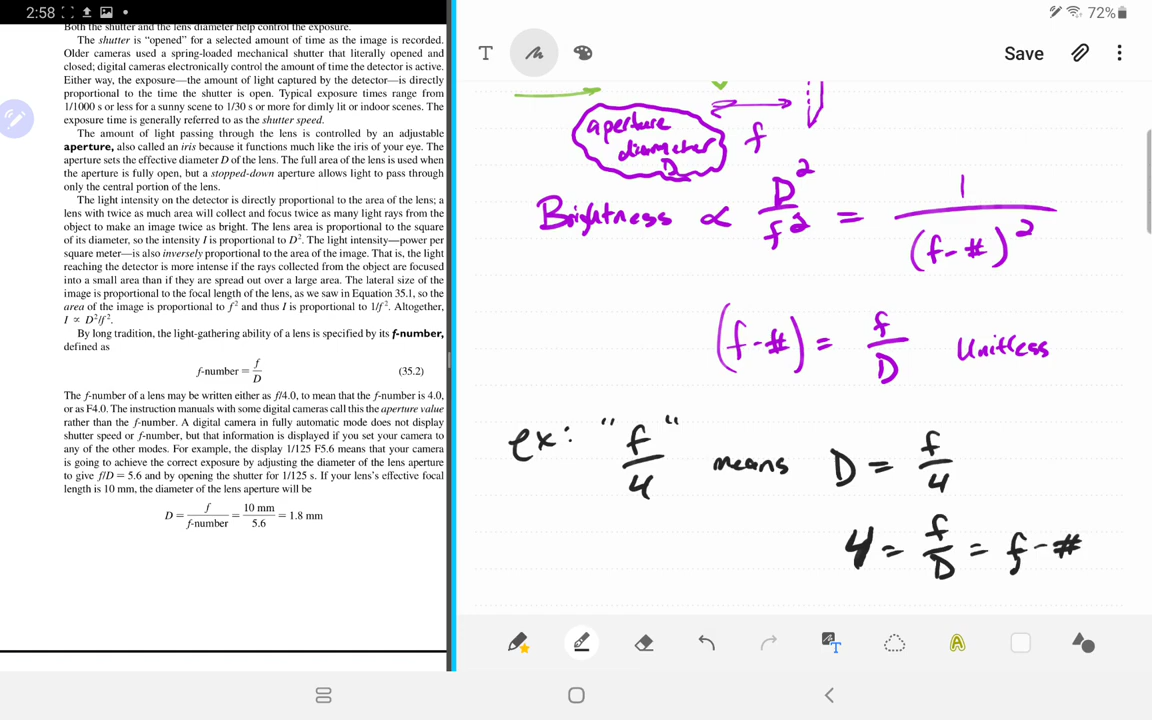 2:58
72%
Both the shutter and the lens diameter help control the exposure.
The shutter is "opened" for a selected amount of time as the image is recorded.
Older cameras used a spring-loaded mechanical shutter that literally opened and
closed; digital cameras electronically control the amount of time the detector is active.
Either way, the exposure—the amount of light captured by the detector—is directly
proportional to the time the shutter is open. Typical exposure times range from
1/1000 s or less for a sunny scene to 1/30 s or more for dimly lit or indoor scenes. The
exposure time is generally referred to as the shutter speed.
The amount of light passing through the lens is controlled by an adjustable
aperture, also called an iris because it functions much like the iris of your eye. The
aperture sets the effective diameter D of the lens. The full area of the lens is used when
the aperture is fully open, but a stopped-down aperture allows light to pass through
only the central portion of the lens.
The light intensity on the detector is directly proportional to the area of the lens; a
lens with twice as much area will collect and focus twice as many light rays from the
object to make an image twice as bright. The lens area is proportional to the square
of its diameter, so the intensity I is proportional to D². The light intensity—power per
square meter—is also inversely proportional to the area of the image. That is, the light
reaching the detector is more intense if the rays collected from the object are focused
into a small area than if they are spread out over a large area. The lateral size of the
image is proportional to the focal length of the lens, as we saw in Equation 35.1, so the
area of the image is proportional to f² and thus I is proportional to 1/f². Altogether,
I ∝ D²/f².
By long tradition, the light-gathering ability of a lens is specified by its f-number,
defined as
f-number = f/D (35.2)
The f-number of a lens may be written either as f/4.0, to mean that the f-number is 4.0,
or as F4.0. The instruction manuals with some digital cameras call this the aperture value
rather than the f-number. A digital camera in fully automatic mode does not display
shutter speed or f-number, but that information is displayed if you set your camera to
any of the other modes. For example, the display 1/125 F5.6 means that your camera
is going to achieve the correct exposure by adjusting the diameter of the lens aperture
to give f/D = 5.6 and by opening the shutter for 1/125 s. If your lens's effective focal
length is 10 mm, the diameter of the lens aperture will be
D = f/f-number = 10 mm/5.6 = 1.8 mm
T
Save
aperture
diameter
D
f
Brightness ∝ D²/f² = 1/(f-#)²
(f-#) = f/D Unitless
ex: "f/4" means D = f/4
4 = f/D = f-#
T
A